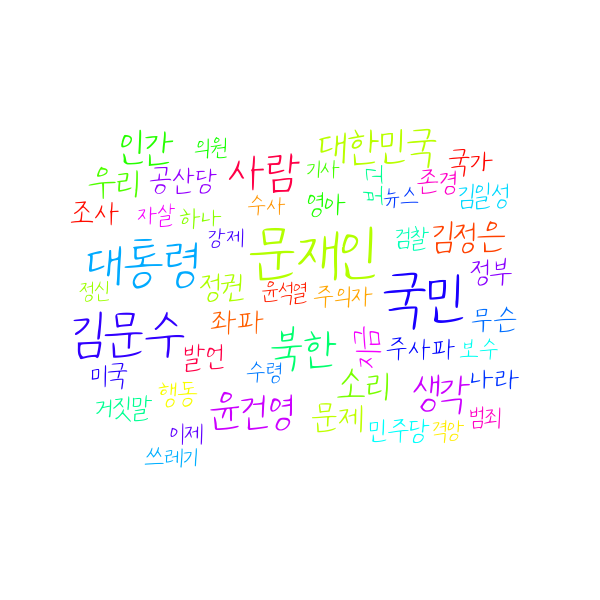 인간 의원 대한민국
우리 공산당 사람 기사 존경 국가
조사 자살 하나 수사 영아 뉴스 김일성
대통령 강제 문재인 검찰 김정은
정신 정권 윤석열 주의자 국민 정부
김문수 좌파 무슨
발언 북한 주사파 보수
미국 수령 소리 생각 나라
거짓말 행동 윤건영 문제 민주당 격앙 범죄
이제
쓰레기